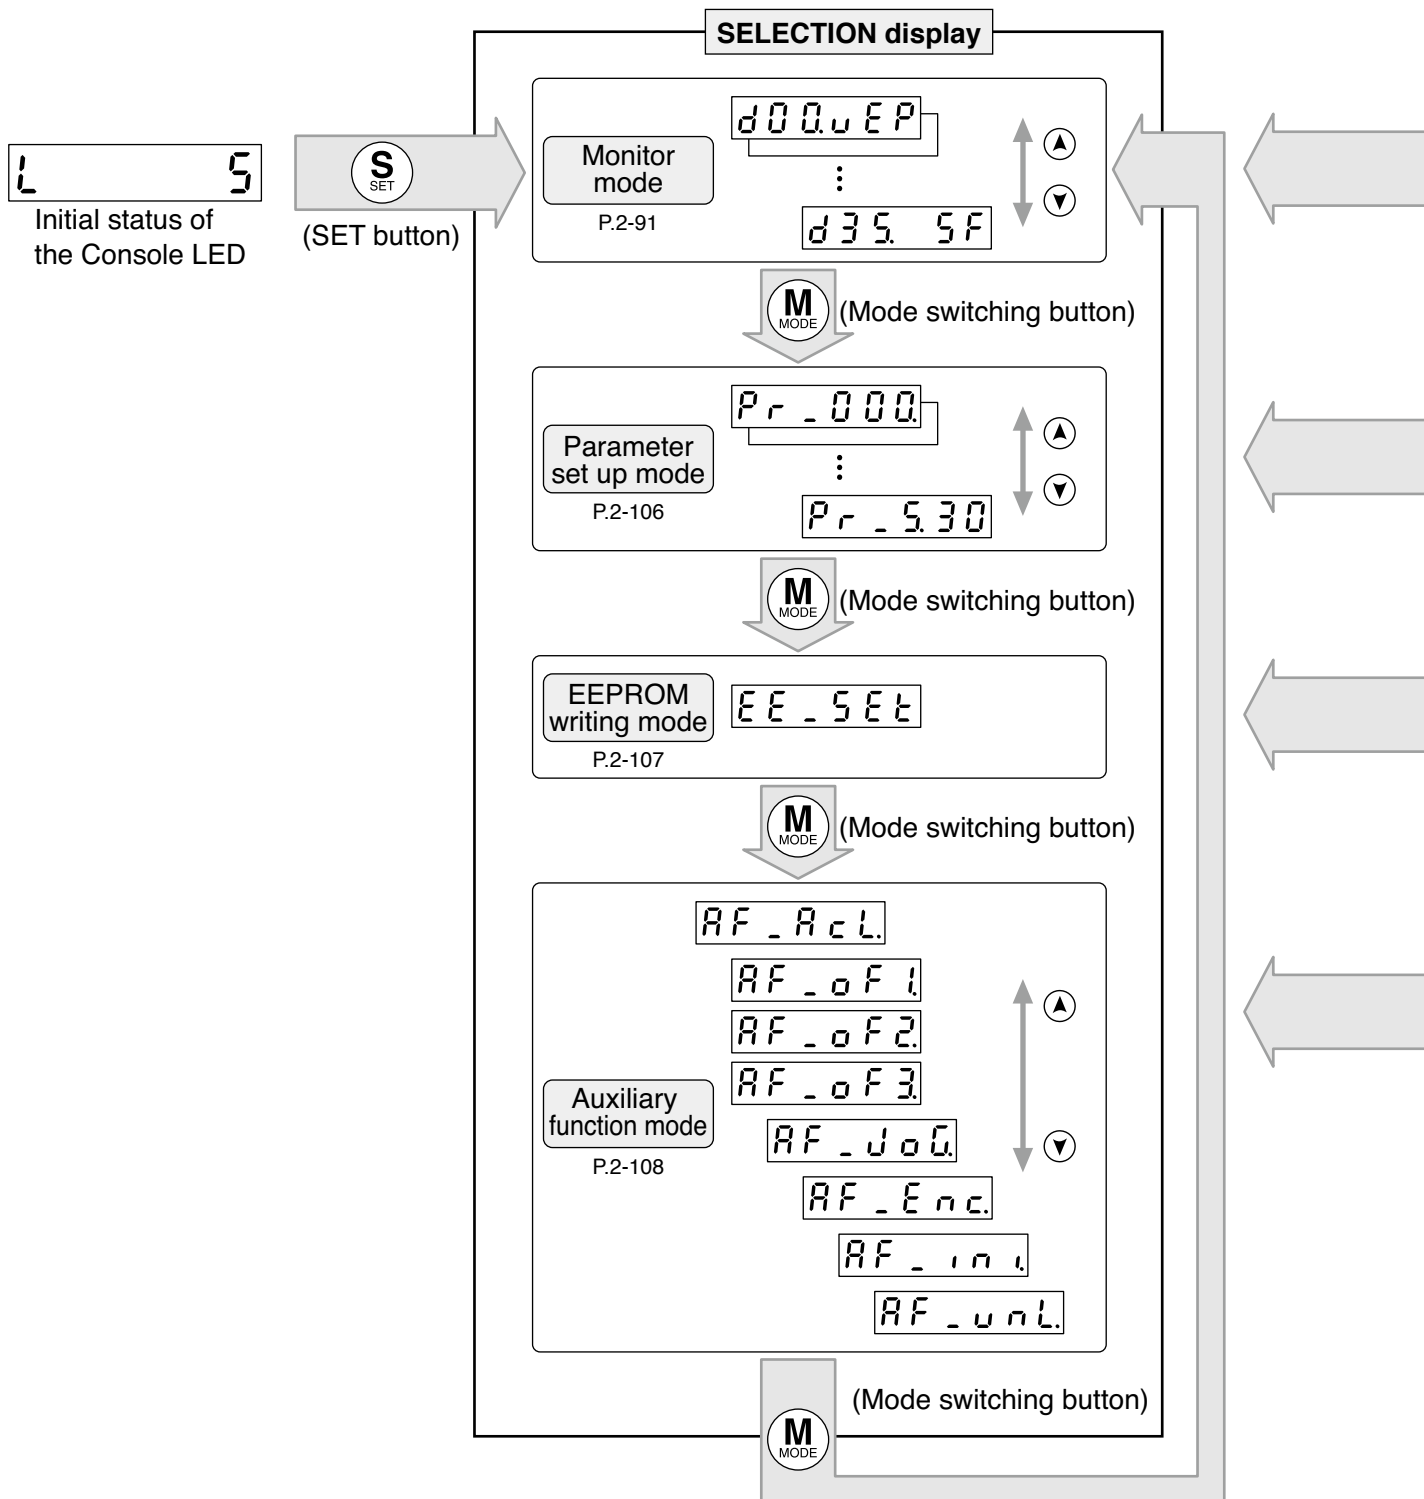 SELECTION display
d00.uEP
L 5
S
SET
Monitor
mode
P.2-91
Initial status of
the Console LED
(SET button)
d35. SF
M
MODE
(Mode switching button)
Pr_000.
Parameter
set up mode
P.2-106
Pr_5.30
M
MODE
(Mode switching button)
EEPROM
writing mode
EE_SEt
P.2-107
M
MODE
(Mode switching button)
AF_AcL.
AF_oF1.
AF_oF2.
AF_oF3.
Auxiliary
function mode
AF_JoG.
P.2-108
AF_Enc.
AF_ini.
AF_unL.
(Mode switching button)
M
MODE